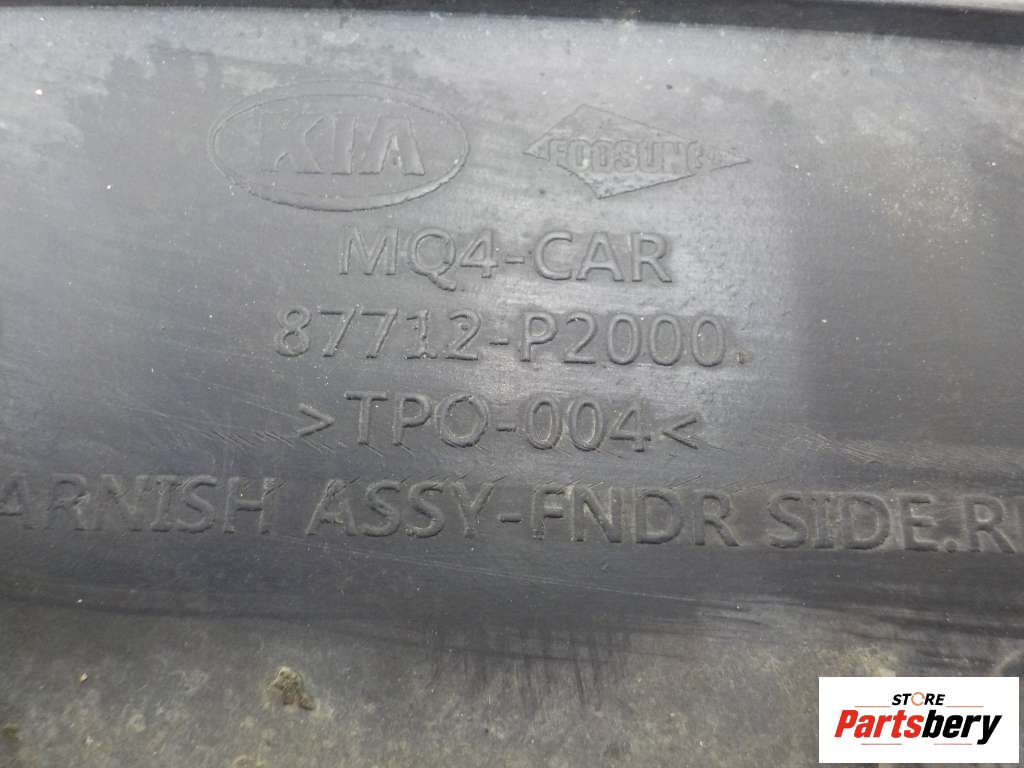 KIA
MQ4-CAR
87712-P2000
>TPO-004<
ARNISH ASSY-FNDR SIDE.R
STORE
Partsbery